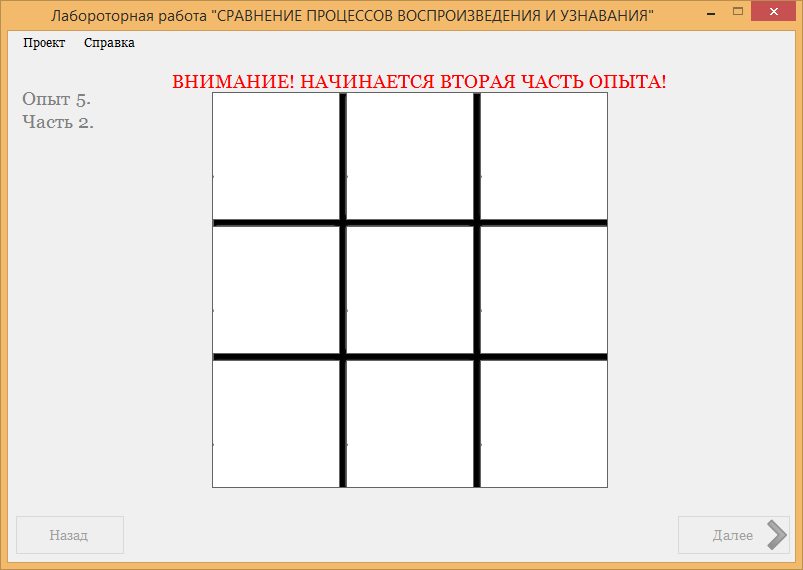 Лабороторная работа "СРАВНЕНИЕ ПРОЦЕССОВ ВОСПРОИЗВЕДЕНИЯ И УЗНАВАНИЯ"
Проект Справка
ВНИМАНИЕ! НАЧИНАЕТСЯ ВТОРАЯ ЧАСТЬ ОПЫТА!
Опыт 5.
Часть 2.
Назад
Далее